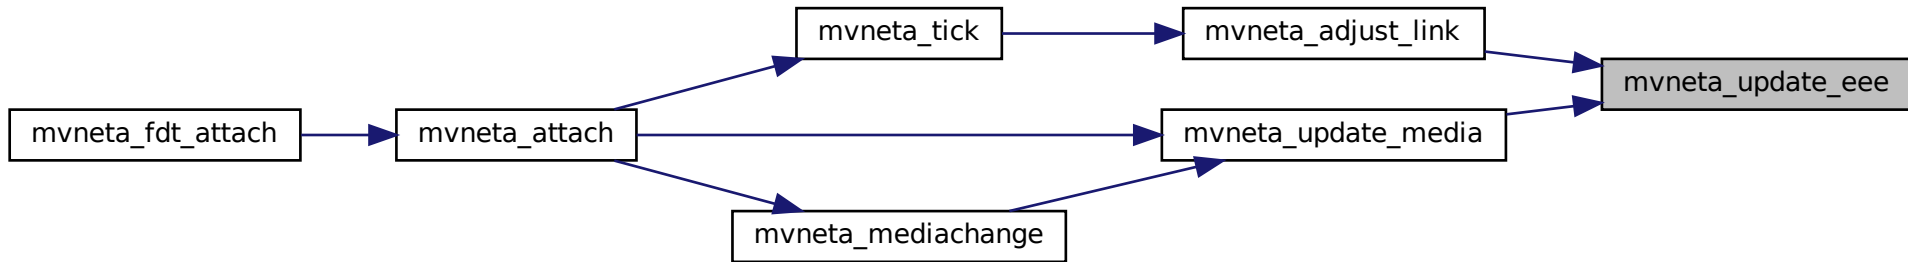 mvneta_tick
mvneta_adjust_link
mvneta_update_eee
mvneta_fdt_attach
mvneta_attach
mvneta_update_media
mvneta_mediachange